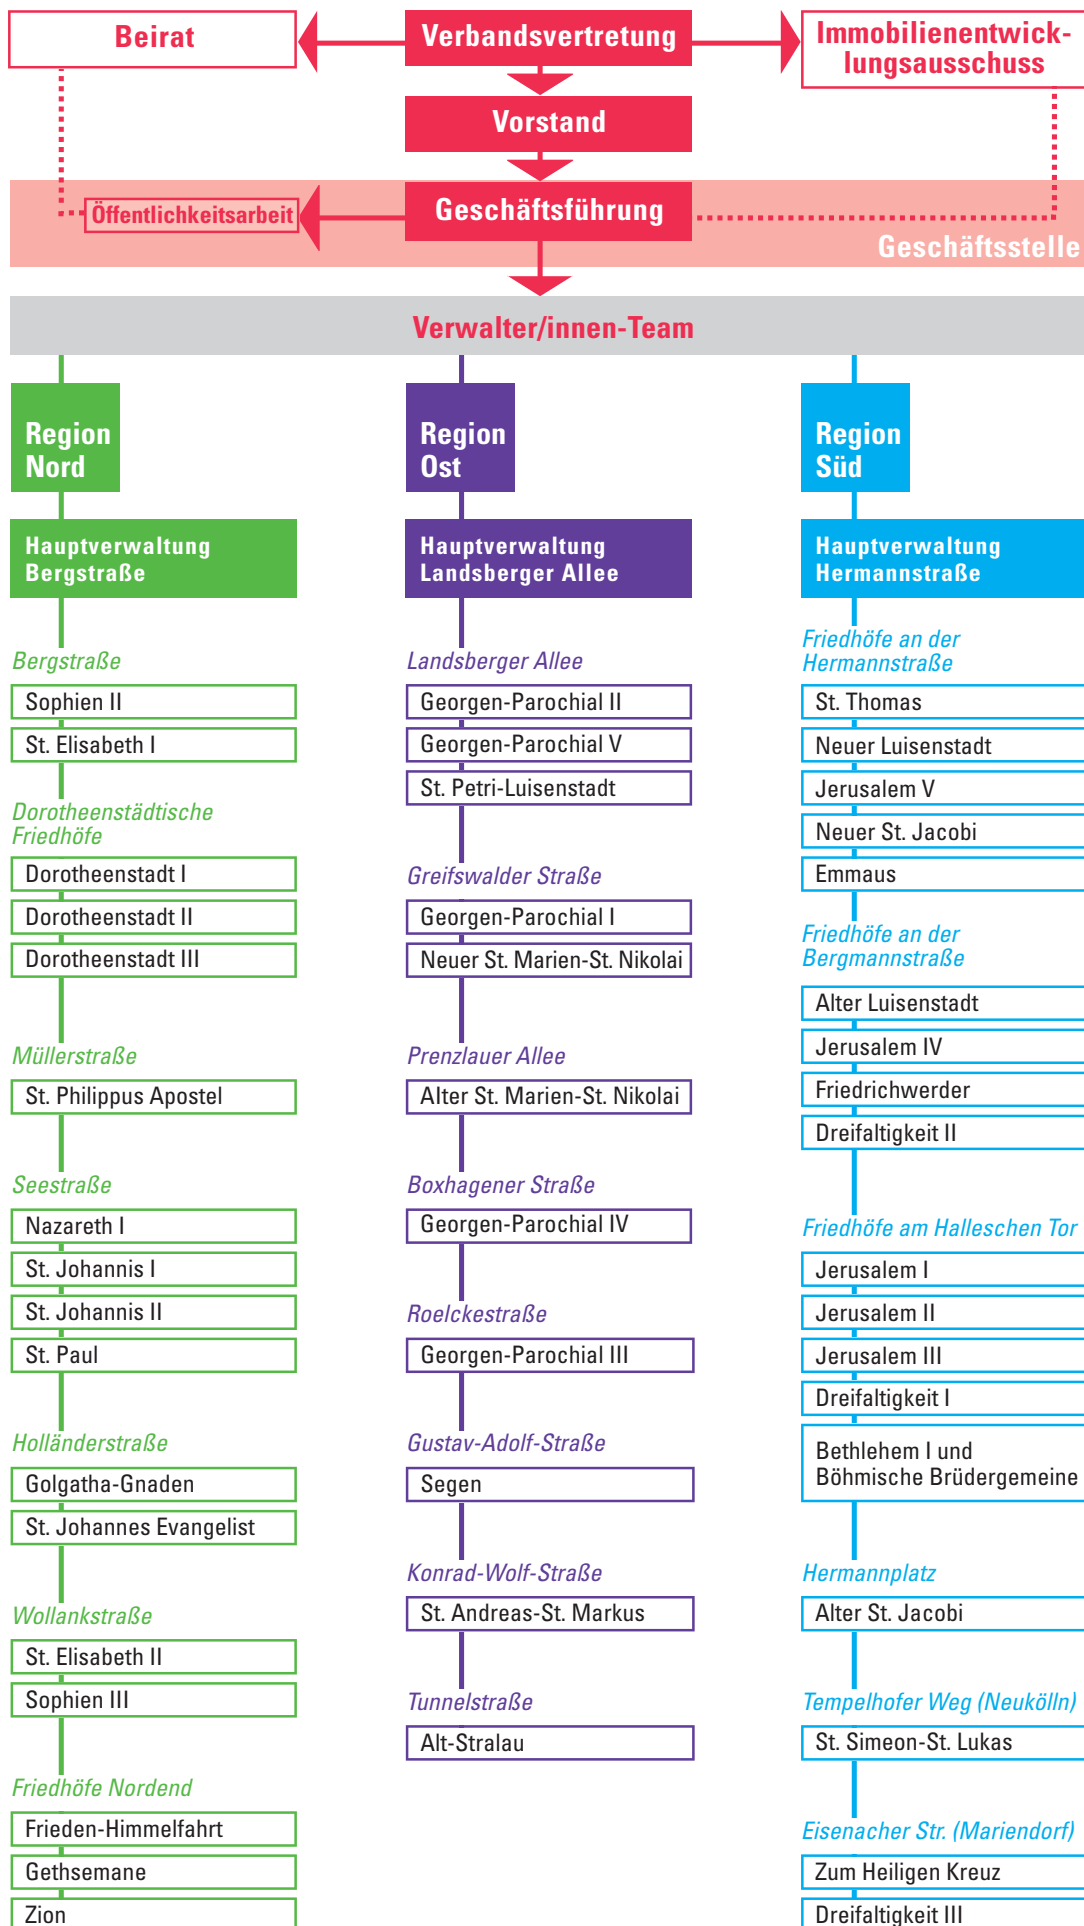 Beirat
Verbandsvertretung
Immobilienentwick-
lungsausschuss
Vorstand
Öffentlichkeitsarbeit
Geschäftsführung
Geschäftsstelle
Verwalter/innen-Team
Region
Nord
Hauptverwaltung
Bergstraße
Bergstraße
Sophien II
St. Elisabeth I
Dorotheenstädtische
Friedhöfe
Dorotheenstadt I
Dorotheenstadt II
Dorotheenstadt III
Müllerstraße
St. Philippus Apostel
Seestraße
Nazareth I
St. Johannis I
St. Johannis II
St. Paul
Holländerstraße
Golgatha-Gnaden
St. Johannes Evangelist
Wollankstraße
St. Elisabeth II
Sophien III
Friedhöfe Nordend
Frieden-Himmelfahrt
Gethsemane
Zion
Region
Ost
Hauptverwaltung
Landsberger Allee
Landsberger Allee
Georgen-Parochial II
Georgen-Parochial V
St. Petri-Luisenstadt
Greifswalder Straße
Georgen-Parochial I
Neuer St. Marien-St. Nikolai
Prenzlauer Allee
Alter St. Marien-St. Nikolai
Boxhagener Straße
Georgen-Parochial IV
Roelckestraße
Georgen-Parochial III
Gustav-Adolf-Straße
Segen
Konrad-Wolf-Straße
St. Andreas-St. Markus
Tunnelstraße
Alt-Stralau
Region
Süd
Hauptverwaltung
Hermannstraße
Friedhöfe an der
Hermannstraße
St. Thomas
Neuer Luisenstadt
Jerusalem V
Neuer St. Jacobi
Emmaus
Friedhöfe an der
Bergmannstraße
Alter Luisenstadt
Jerusalem IV
Friedrichwerder
Dreifaltigkeit II
Friedhöfe am Halleschen Tor
Jerusalem I
Jerusalem II
Jerusalem III
Dreifaltigkeit I
Bethlehem I und
Böhmische Brüdergemeine
Hermannplatz
Alter St. Jacobi
Tempelhofer Weg (Neukölln)
St. Simeon-St. Lukas
Eisenacher Str. (Mariendorf)
Zum Heiligen Kreuz
Dreifaltigkeit III